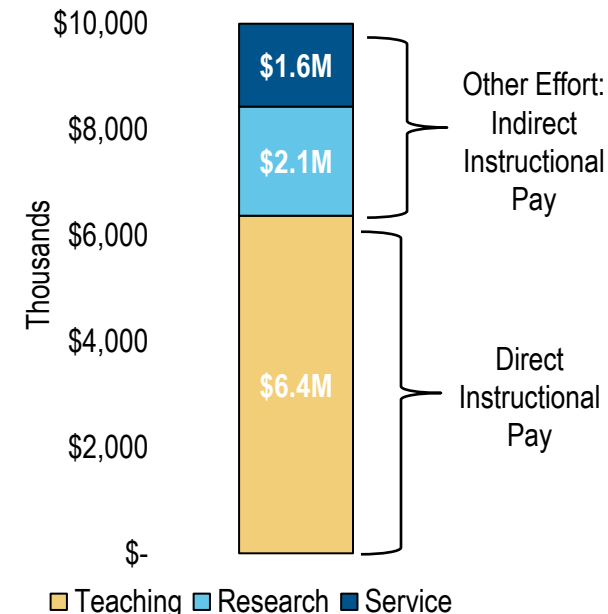 $10,000
$8,000
$6,000
$4,000
$2,000
$-
Thousands
$1.6M
$2.1M
$6.4M
Other Effort:
Indirect
Instructional
Pay
Direct
Instructional
Pay
Teaching Research Service